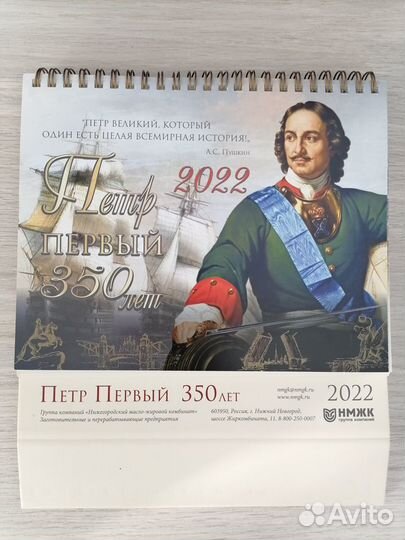 "ПЕТР ВЕЛИКИЙ, КОТОРЫЙ
ОДИН ЕСТЬ ЦЕЛАЯ ВСЕМИРНАЯ ИСТОРИЯ!"
А.С. Пушкин
2022
Петр
ПЕРВЫЙ
350 лет
ПЕТР ПЕРВЫЙ 350 ЛЕТ
Группа компаний «Нижегородский масло-жировой комбинат»
Заготовительные и перерабатывающие предприятия
nmgk@nmgk.ru
www.nmgk.ru
603950, Россия, г. Нижний Новгород,
шоссе Жиркомбината, 11. 8-800-250-0007
2022
НМЖК
группа компаний
Avito